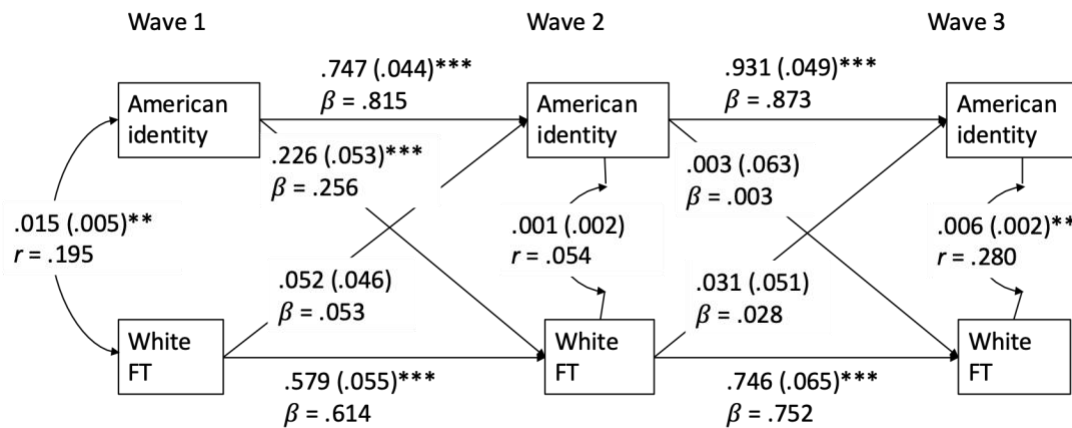 Wave 1
Wave 2
Wave 3
.747 (.044)***
β = .815
.931 (.049)***
β = .873
American
identity
American
identity
American
identity
.226 (.053)***
β = .256
.003 (.063)
β = .003
.015 (.005)**
r = .195
.001 (.002)
r = .054
.006 (.002)**
r = .280
.052 (.046)
β = .053
.031 (.051)
β = .028
White
FT
White
FT
White
FT
.579 (.055)***
β = .614
.746 (.065)***
β = .752